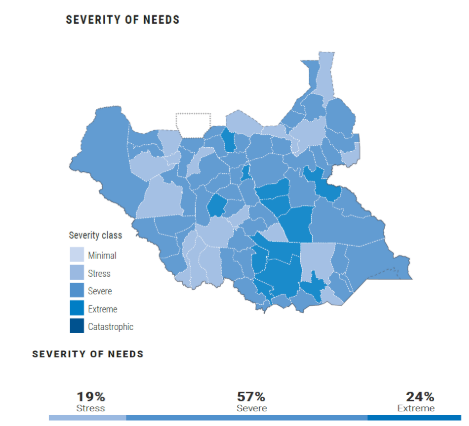 SEVERITY OF NEEDS
Severity class
Minimal
Stress
Severe
Extreme
Catastrophic
SEVERITY OF NEEDS
19% 57% 24%
Stress Severe Extreme